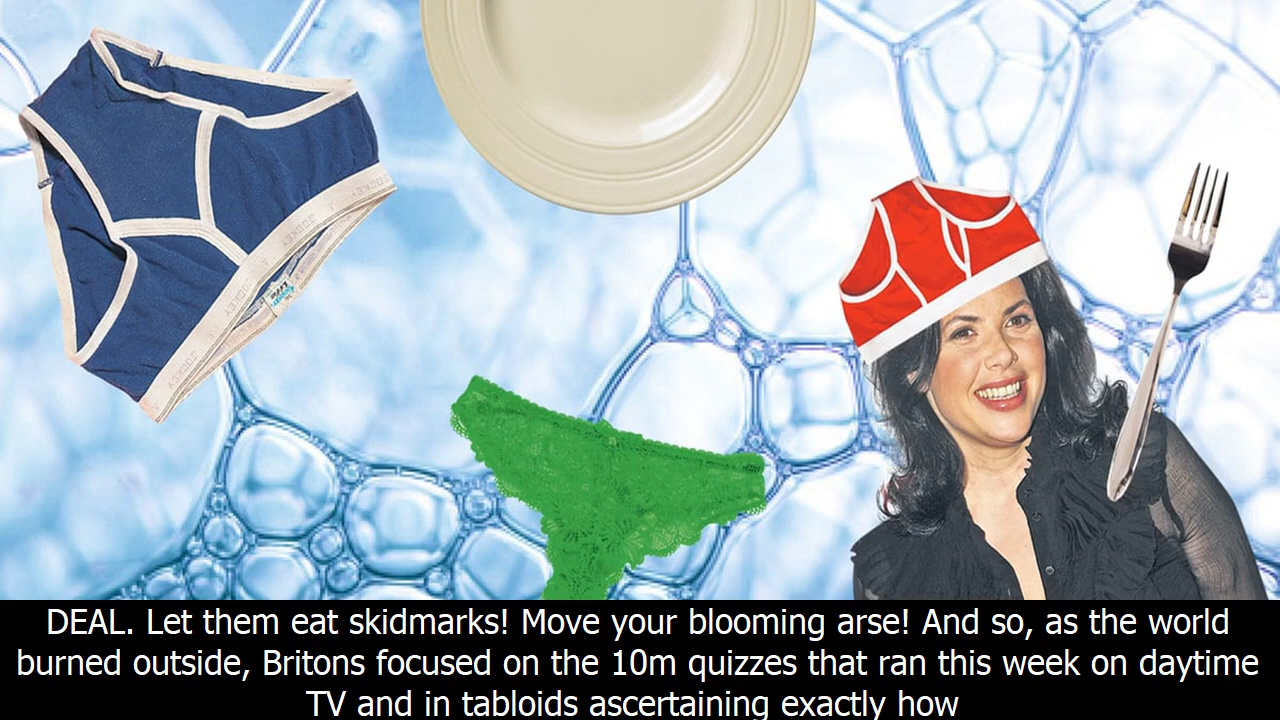 JOCKEY
DEAL. Let them eat skidmarks! Move your blooming arse! And so, as the world
burned outside, Britons focused on the 10m quizzes that ran this week on daytime
TV and in tabloids ascertaining exactly how